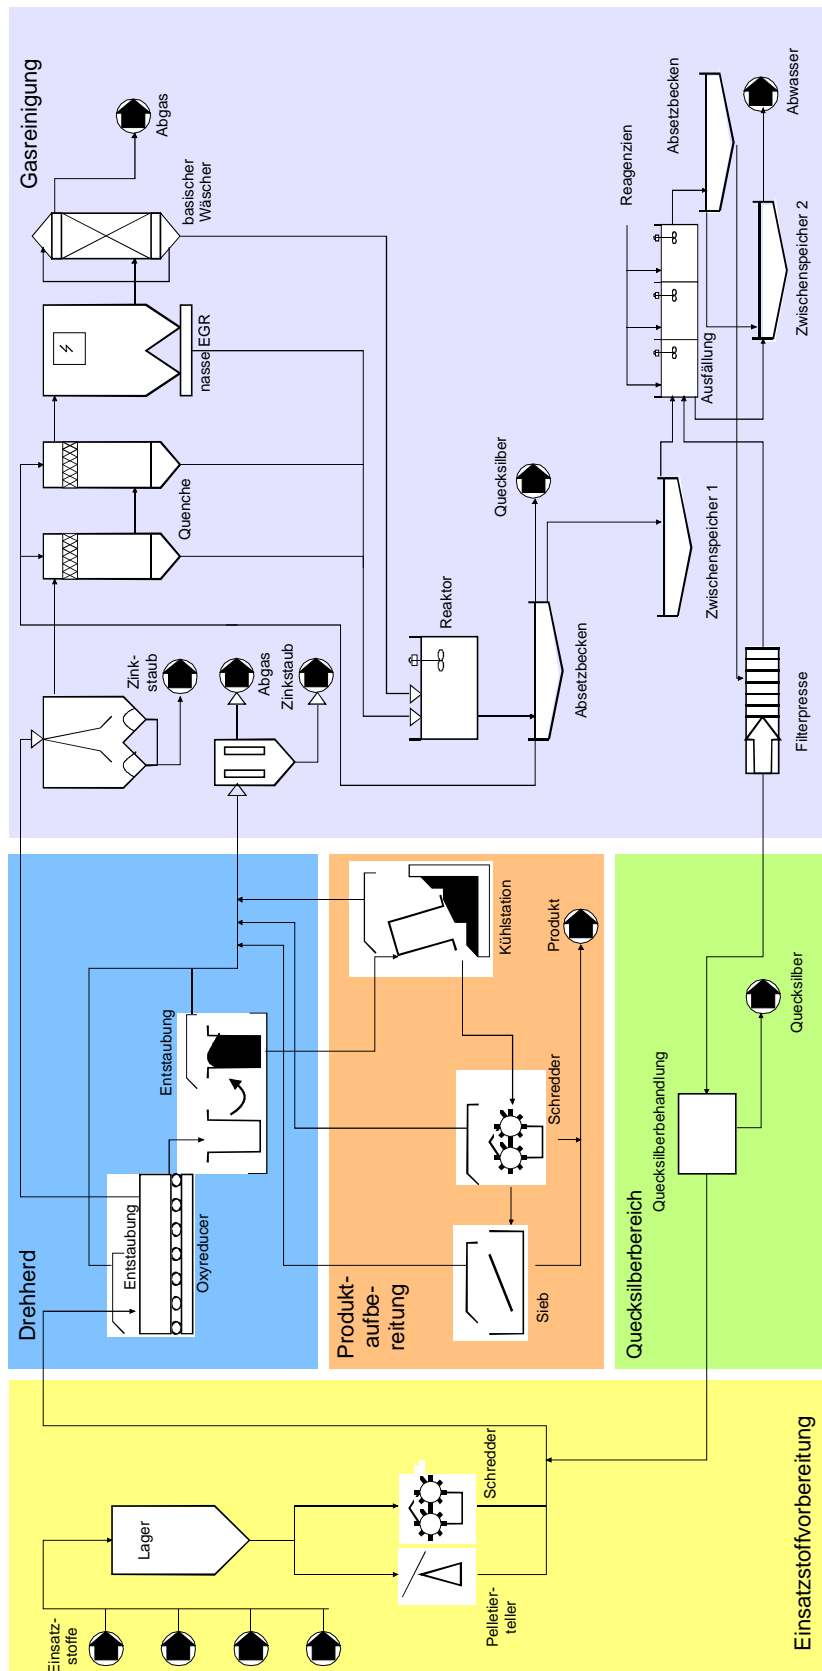 Einsatzstoffvorbereitung
Einsatz-
stoffe
Lager
Pelletier-
teller
Schredder
Drehherd
Entstaubung
Oxyreducer
Entstaubung
Produkt-
aufbe-
reitung
Sieb
Schredder
Kühlstation
Produkt
Quecksilberbereich
Quecksilberbehandlung
Quecksilber
Gasreinigung
Zink-
staub
Abgas
Zinkstaub
Quenche
nasse EGR
basischer
Wäscher
Abgas
Reaktor
Absetzbecken
Quecksilber
Zwischenspeicher 1
Filterpresse
Reagenzien
Ausfällung
Absetzbecken
Zwischenspeicher 2
Abwasser